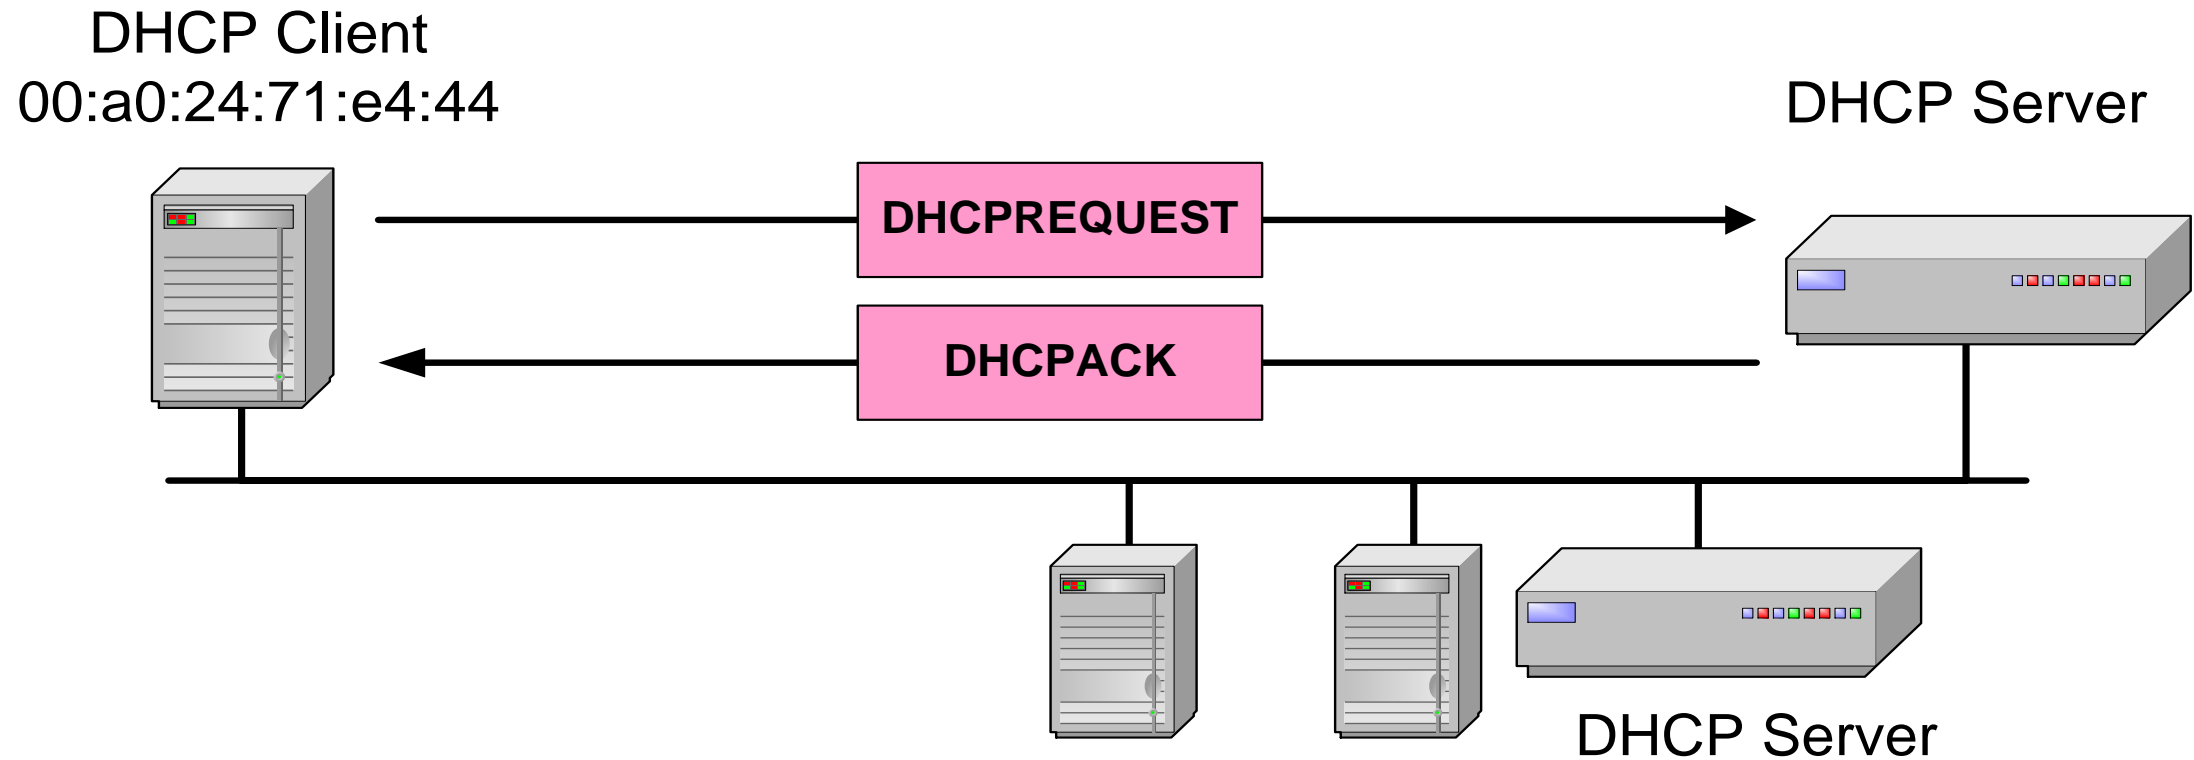 DHCP Client
00:a0:24:71:e4:44
DHCP Server
DHCPREQUEST
DHCPACK
DHCP Server